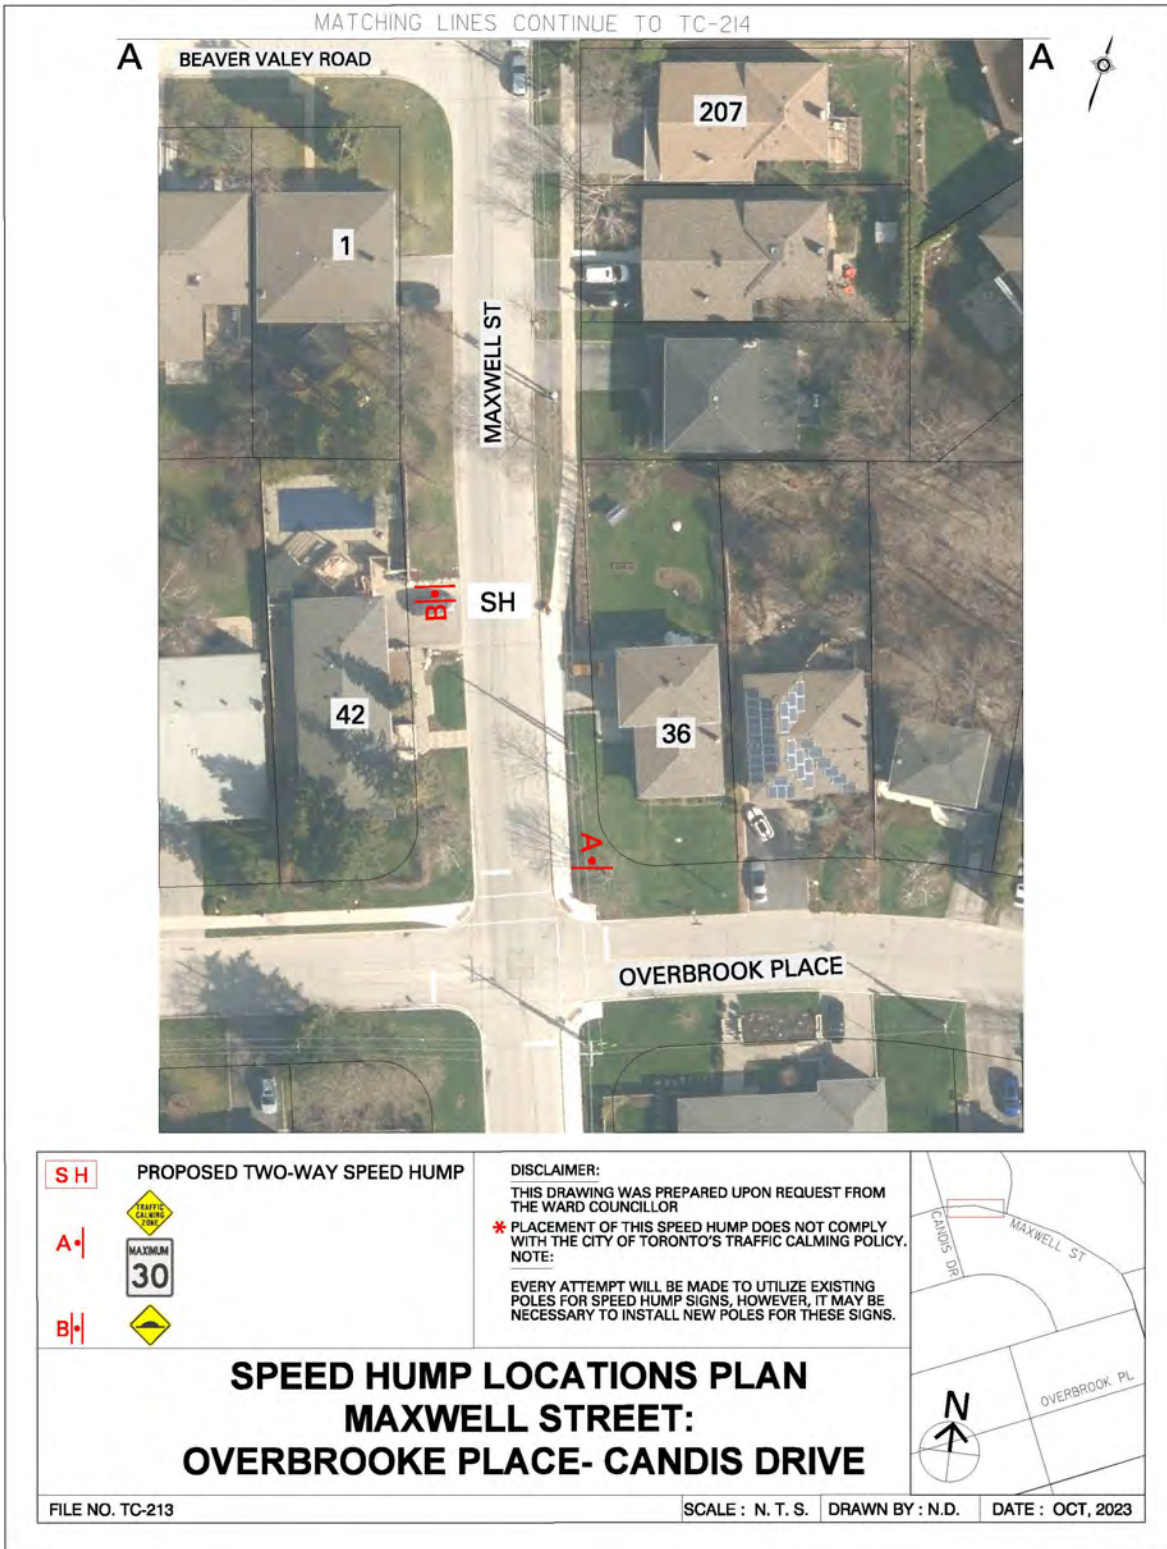 MATCHING LINES CONTINUE TO TC-214
A
A
BEAVER VALEY ROAD
207
1
MAXWELL ST
B
SH
42
36
A
OVERBROOK PLACE
SH
PROPOSED TWO-WAY SPEED HUMP
TRAFFIC
CALMING
ZONE
A
MAXIMUM
30
B
DISCLAIMER:
THIS DRAWING WAS PREPARED UPON REQUEST FROM
THE WARD COUNCILLOR
* PLACEMENT OF THIS SPEED HUMP DOES NOT COMPLY
WITH THE CITY OF TORONTO'S TRAFFIC CALMING POLICY.
NOTE:
EVERY ATTEMPT WILL BE MADE TO UTILIZE EXISTING
POLES FOR SPEED HUMP SIGNS, HOWEVER, IT MAY BE
NECESSARY TO INSTALL NEW POLES FOR THESE SIGNS.
CANDIS DR
MAXWELL ST
OVERBROOK PL
N
SPEED HUMP LOCATIONS PLAN
MAXWELL STREET:
OVERBROOKE PLACE- CANDIS DRIVE
FILE NO. TC-213
SCALE : N. T. S.
DRAWN BY : N.D.
DATE : OCT, 2023